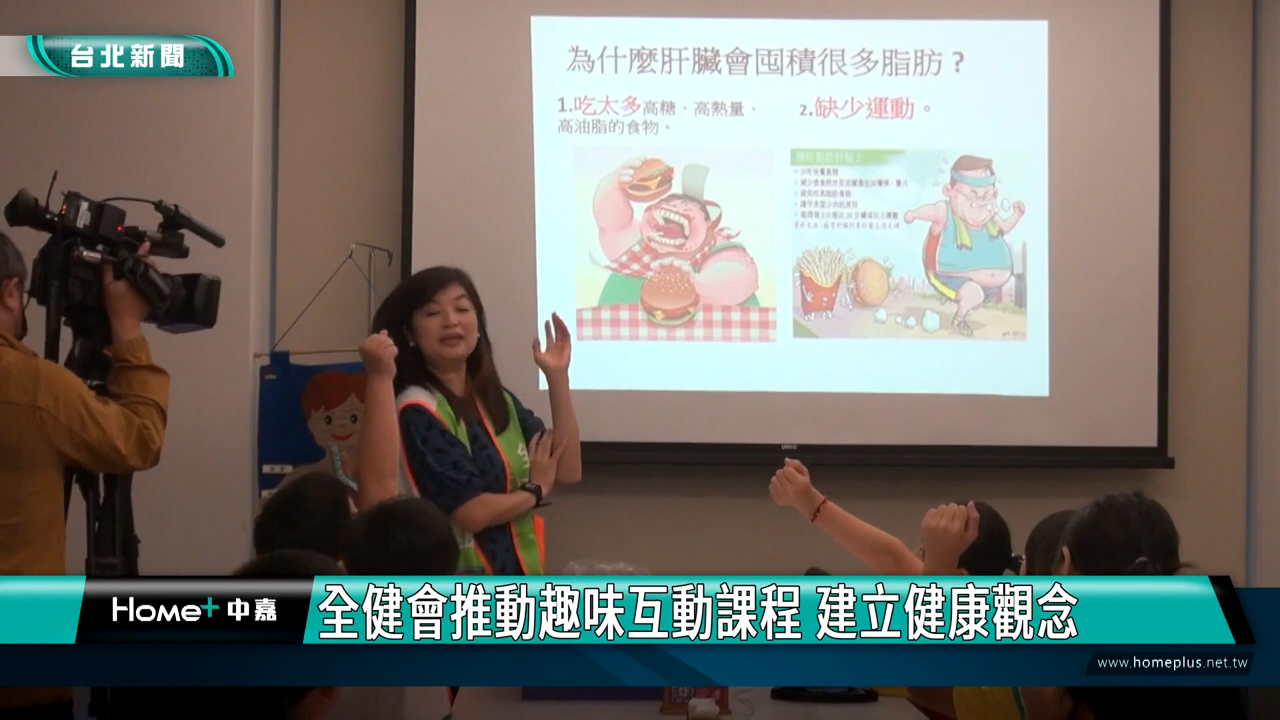 台北新聞
為什麼肝臟會囤積很多脂肪？
1.吃太多高糖、高熱量、
高油脂的食物。
2.缺少運動。
Home+中嘉
全健會推動趣味互動課程 建立健康觀念
www.homeplus.net.tw